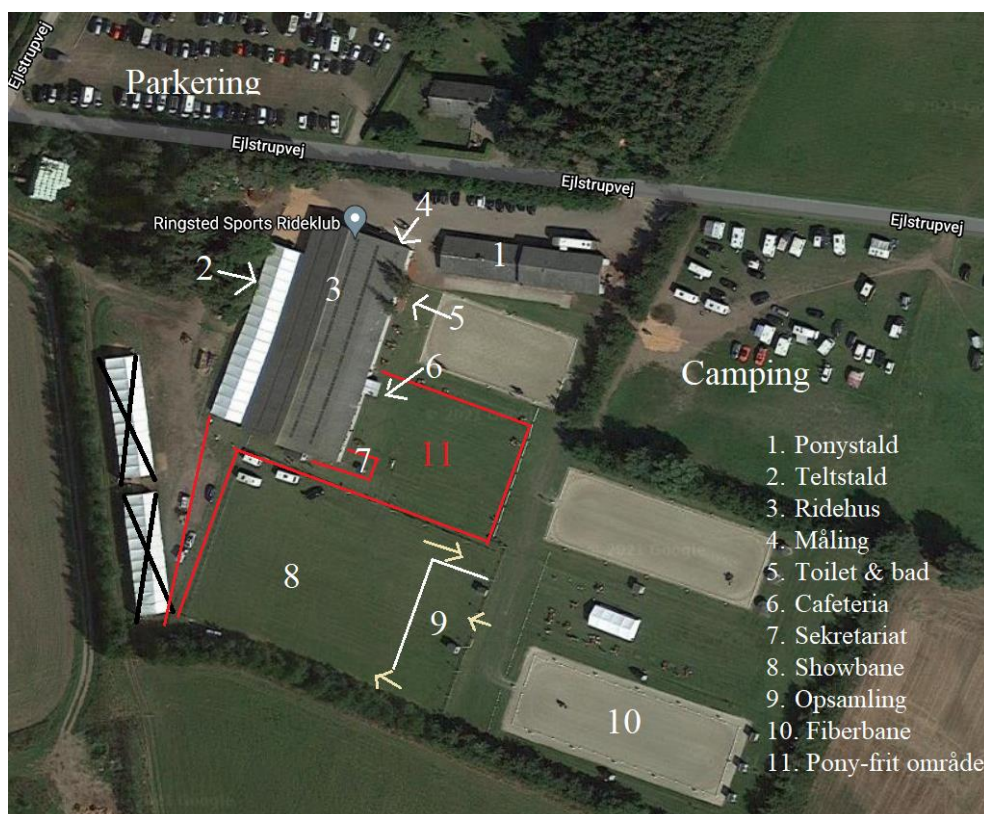 Ejlstrupvej
Parkering
Ejlstrupvej
Ejlstrupvej
Ejlstrupvej
Ringsted Sports Rideklub
4
1
2
3
5
6
Camping
7
11
8
9
10
1. Ponystald
2. Teltstald
3. Ridehus
4. Måling
5. Toilet & bad
6. Cafeteria
7. Sekretariat
8. Showbane
9. Opsamling
10. Fiberbane
11. Pony-frit område